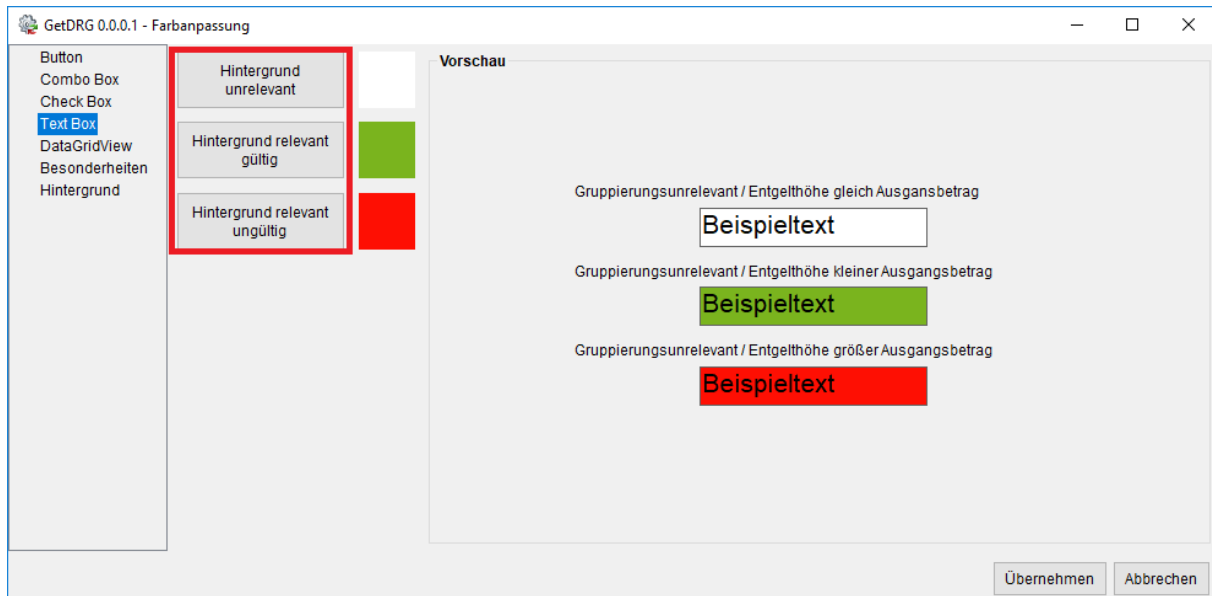 GetDRG 0.0.0.1 - Farbanpassung
Button
Combo Box
Check Box
Text Box
DataGridView
Besonderheiten
Hintergrund
Hintergrund
unrelevant
Hintergrund relevant
gültig
Hintergrund relevant
ungültig
Vorschau
Gruppierungsunrelevant / Entgelthöhe gleich Ausgansbetrag
Beispieltext
Gruppierungsunrelevant / Entgelthöhe kleiner Ausgangsbetrag
Beispieltext
Gruppierungsunrelevant / Entgelthöhe größer Ausgangsbetrag
Beispieltext
Übernehmen
Abbrechen